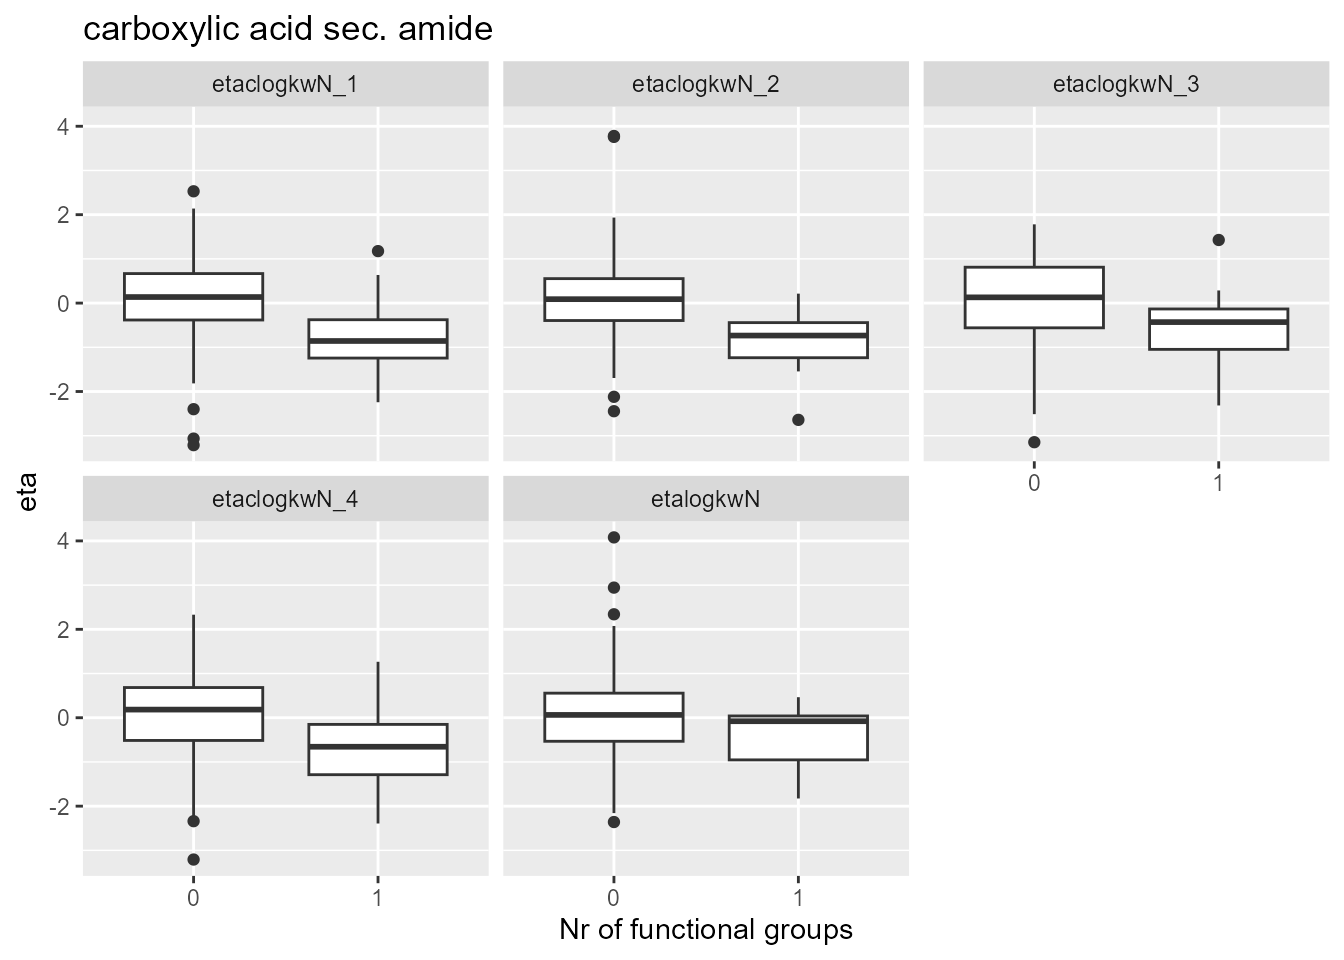 carboxylic acid sec. amide
etaclogkwN_1 etaclogkwN_2 etaclogkwN_3
4
2
0
-2
0 1
etaclogkwN_4 etalogkwN
4
2
0
-2
0 1 0 1
eta
Nr of functional groups